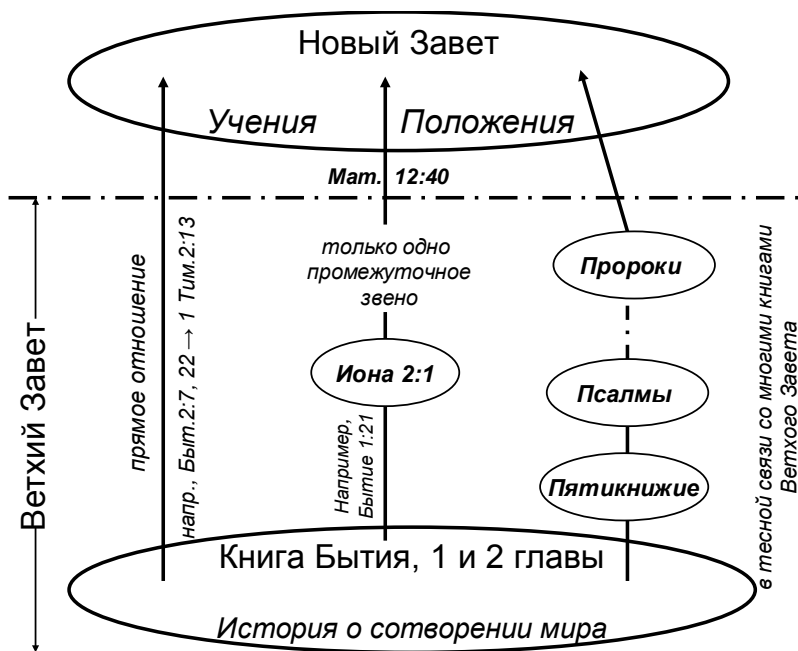 Новый Завет
Учения Положения
Мат. 12:40
Ветхий Завет
прямое отношение
напр., Быт.2:7, 22 → 1 Тим.2:13
только одно
промежуточное
звено
Иона 2:1
Например,
Бытие 1:21
Пророки
Псалмы
Пятикнижие
в тесной связи со многими книгами
Ветхого Завета
Книга Бытия, 1 и 2 главы
История о сотворении мира